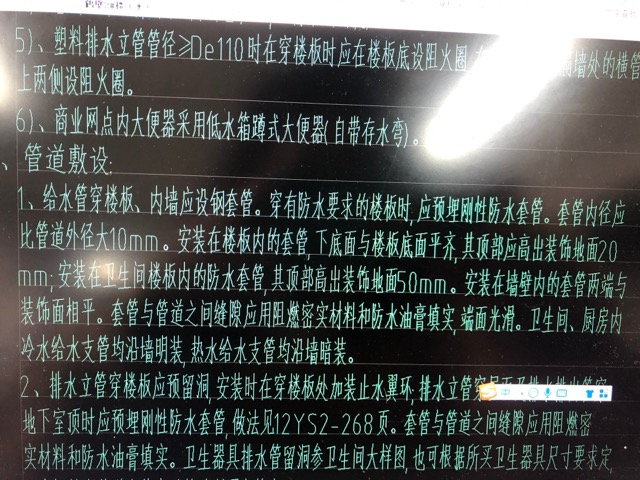 5)、塑料排水立管管径≥De110时在穿楼板时应在楼板底设阻火圈 墙处的横管
上两侧设阻火圈。
6)、商业网点内大便器采用低水箱蹲式大便器(自带存水弯)。
、管道敷设:
1、给水管穿楼板、内墙应设钢套管。穿有防水要求的楼板时,应预埋刚性防水套管。套管内径应
比管道外径大10mm。安装在楼板内的套管,下底面与楼板底面平齐,其顶部应高出装饰地面20
mm;安装在卫生间楼板内的防水套管,其顶部高出装饰地面50mm。安装在墙壁内的套管两端与
装饰面相平。套管与管道之间缝隙应用阻燃密实材料和防水油膏填实,端面光滑。卫生间、厨房内
冷水给水支管均沿墙明装,热水给水支管均沿墙暗装。
2、排水立管穿楼板应预留洞,安装时在穿楼板处加装止水翼环,排水立管穿
中
地下室顶时应预埋刚性防水套管,做法见12YS2-268页。套管与管道之间缝隙应用阻燃密
实材料和防水油膏填实。卫生器具排水管留洞参卫生间大样图,也可根据所买卫生器具尺寸要求定,